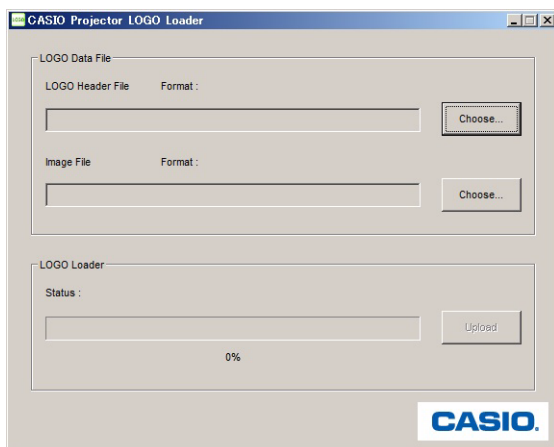 CASIO Projector LOGO Loader
LOGO Data File
LOGO Header File Format :
Choose...
Image File Format :
Choose...
LOGO Loader
Status :
Upload
0%
CASIO.